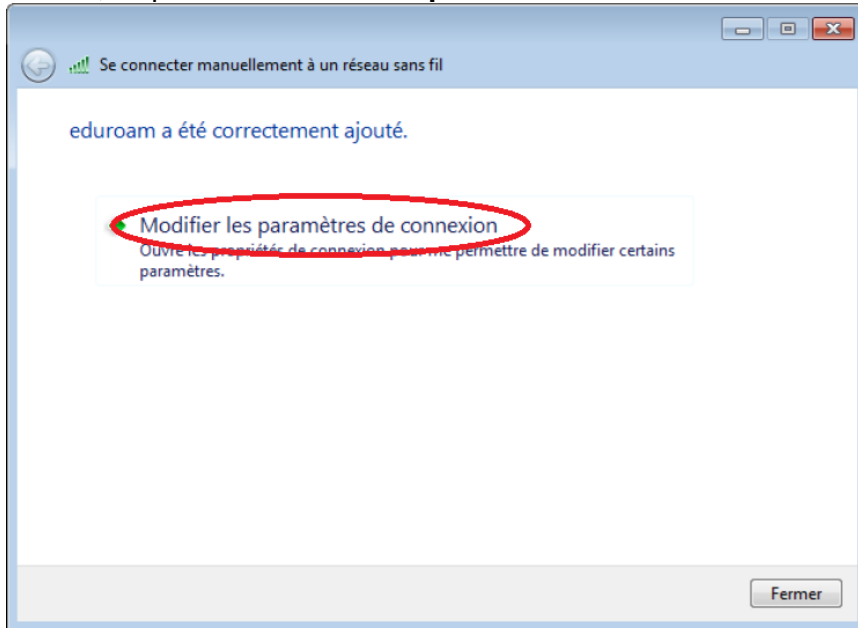 Se connecter manuellement à un réseau sans fil
eduroam a été correctement ajouté.
Modifier les paramètres de connexion
Ouvre les propriétés de connexion pour me permettre de modifier certains
paramètres.
Fermer